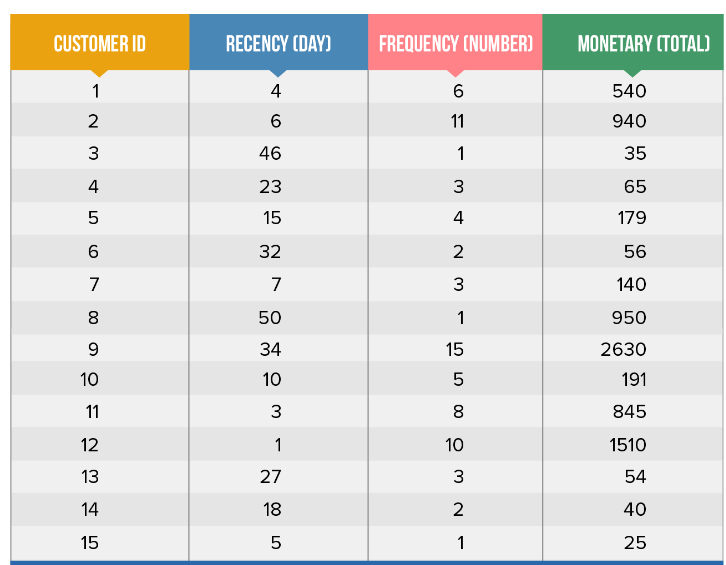 CUSTOMER ID RECENCY (DAY) FREQUENCY (NUMBER) MONETARY (TOTAL)
1 4 6 540
2 6 11 940
3 46 1 35
4 23 3 65
5 15 4 179
6 32 2 56
7 7 3 140
8 50 1 950
9 34 15 2630
10 10 5 191
11 3 8 845
12 1 10 1510
13 27 3 54
14 18 2 40
15 5 1 25